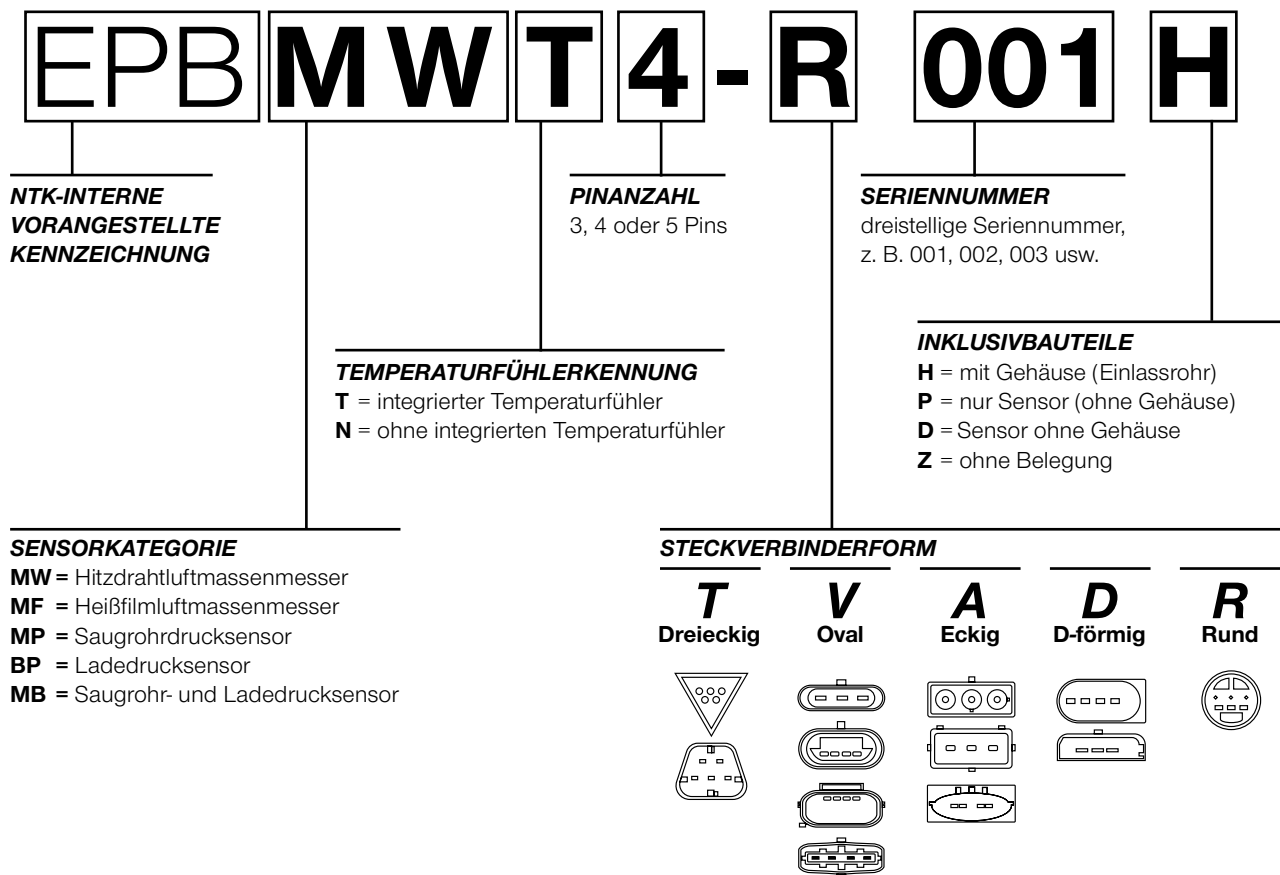 EPB MW T 4 - R 001 H
NTK-INTERNE
VORANGESTELLTE
KENNZEICHNUNG
PINANZAHL
3, 4 oder 5 Pins
SERIENNUMMER
dreistellige Seriennummer,
z. B. 001, 002, 003 usw.
TEMPERATURFÜHLERKENNUNG
T = integrierter Temperaturfühler
N = ohne integrierten Temperaturfühler
INKLUSIVBAUTEILE
H = mit Gehäuse (Einlassrohr)
P = nur Sensor (ohne Gehäuse)
D = Sensor ohne Gehäuse
Z = ohne Belegung
SENSORKATEGORIE
MW = Hitzdrahtluftmassenmesser
MF = Heißfilmluftmassenmesser
MP = Saugrohrdrucksensor
BP = Ladedrucksensor
MB = Saugrohr- und Ladedrucksensor
STECKVERBINDERFORM
T V A D R
Dreieckig Oval Eckig D-förmig Rund